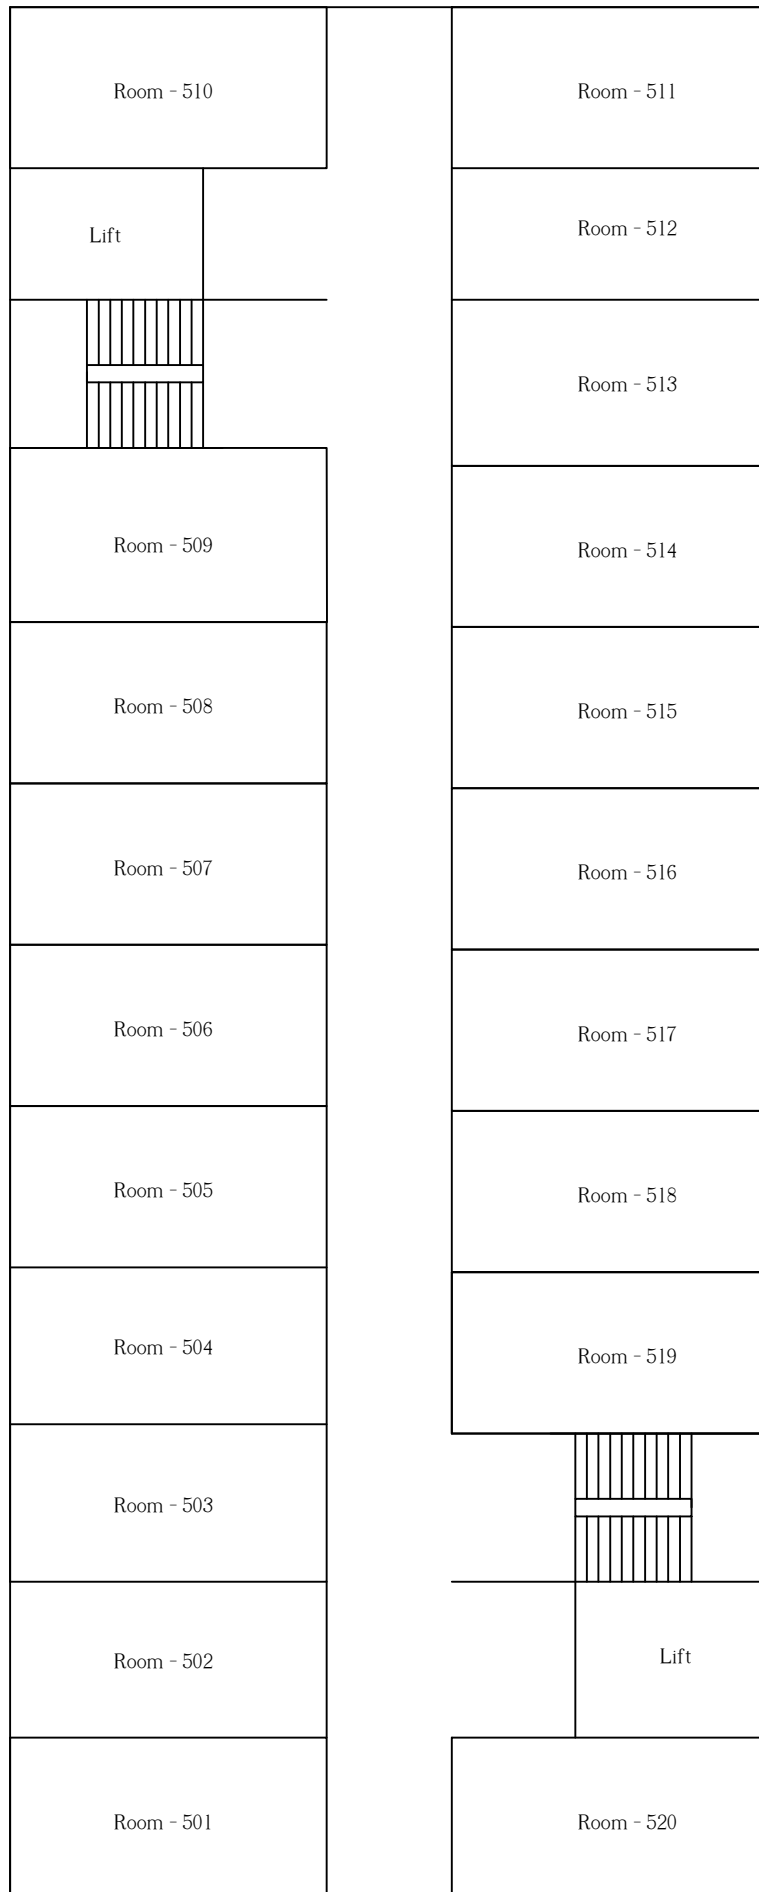 Room - 510
Room - 511
Lift
Room - 512
Room - 513
Room - 509
Room - 514
Room - 508
Room - 515
Room - 507
Room - 516
Room - 506
Room - 517
Room - 505
Room - 518
Room - 504
Room - 519
Room - 503
Room - 502
Lift
Room - 501
Room - 520